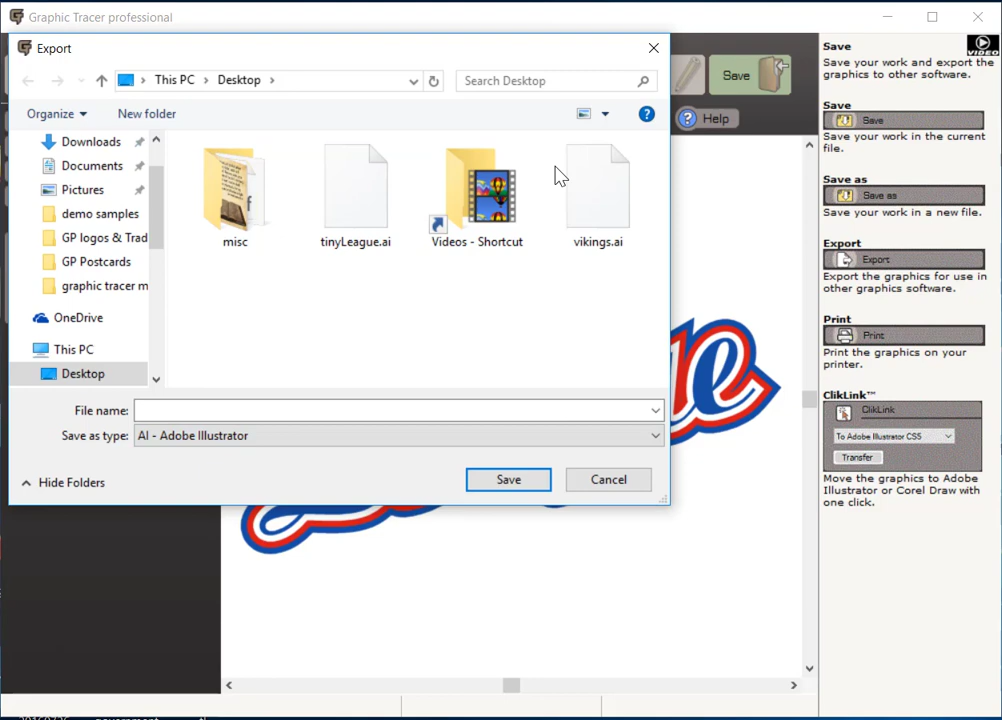 Graphic Tracer professional
Export
This PC
Desktop
Search Desktop
Organize
New folder
Downloads
Documents
Pictures
demo samples
GP logos & Trad
GP Postcards
graphic tracer m
OneDrive
This PC
Desktop
misc
tinyLeague.ai
Videos - Shortcut
vikings.ai
File name:
Save as type:
AI - Adobe Illustrator
Hide Folders
Save
Cancel
Save
Help
VIDEO
Save
Save your work and export the
graphics to other software.
Save
Save
Save your work in the current
file.
Save as
Save as
Save your work in a new file.
Export
Export
Export the graphics for use in
other graphics software.
Print
Print
Print the graphics on your
printer.
ClikLink™
ClikLink
To Adobe Illustrator CS5
Transfer
Move the graphics to Adobe
Illustrator or Corel Draw with
one click.